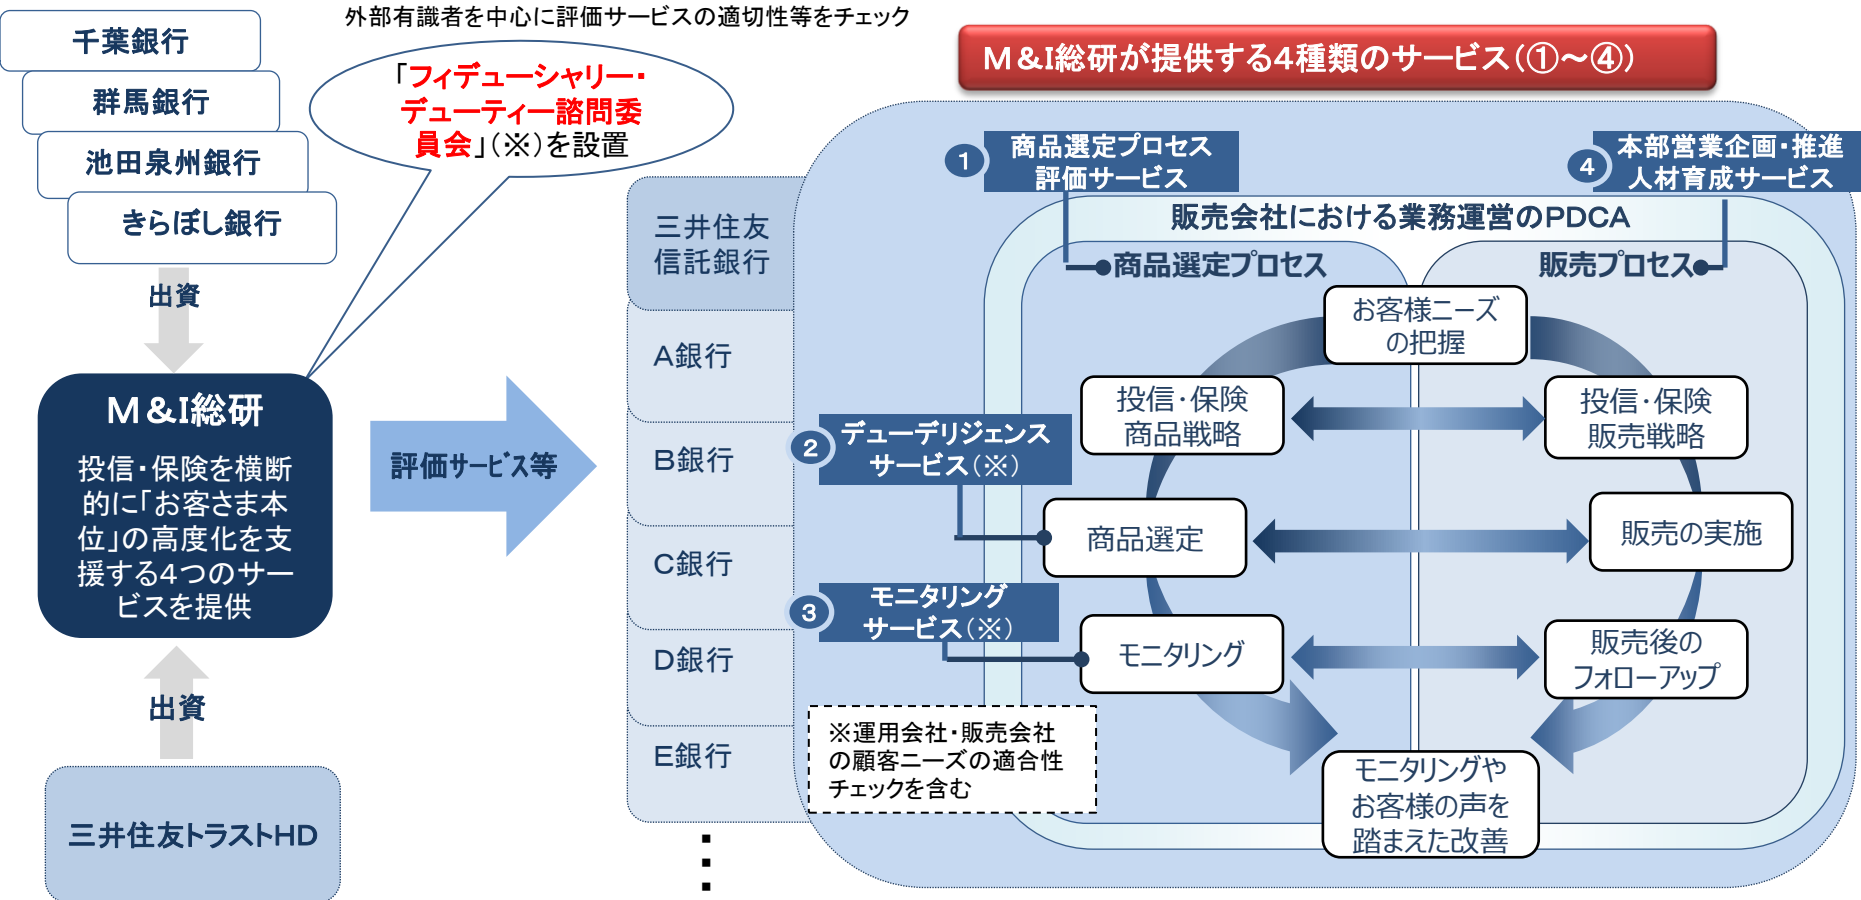 外部有識者を中心に評価サービスの適切性等をチェック
千葉銀行
群馬銀行
池田泉州銀行
きらぼし銀行
出資
「フィデューシャリー・
デューティー諮問委
員会」(※)を設置
M&I総研
投信・保険を横断
的に「お客さま本
位」の高度化を支
援する4つのサー
ビスを提供
出資
三井住友トラストHD
評価サービス等
三井住友
信託銀行
A銀行
B銀行
C銀行
D銀行
E銀行
・
・
・
M&I総研が提供する4種類のサービス(①~④)
1
商品選定プロセス
評価サービス
4
本部営業企画・推進
人材育成サービス
販売会社における業務運営のPDCA
商品選定プロセス
販売プロセス
お客様ニーズ
の把握
投信・保険
商品戦略
投信・保険
販売戦略
2
デューデリジェンス
サービス(※)
商品選定
販売の実施
3
モニタリング
サービス(※)
モニタリング
販売後の
フォローアップ
※運用会社・販売会社
の顧客ニーズの適合性
チェックを含む
モニタリングや
お客様の声を
踏まえた改善